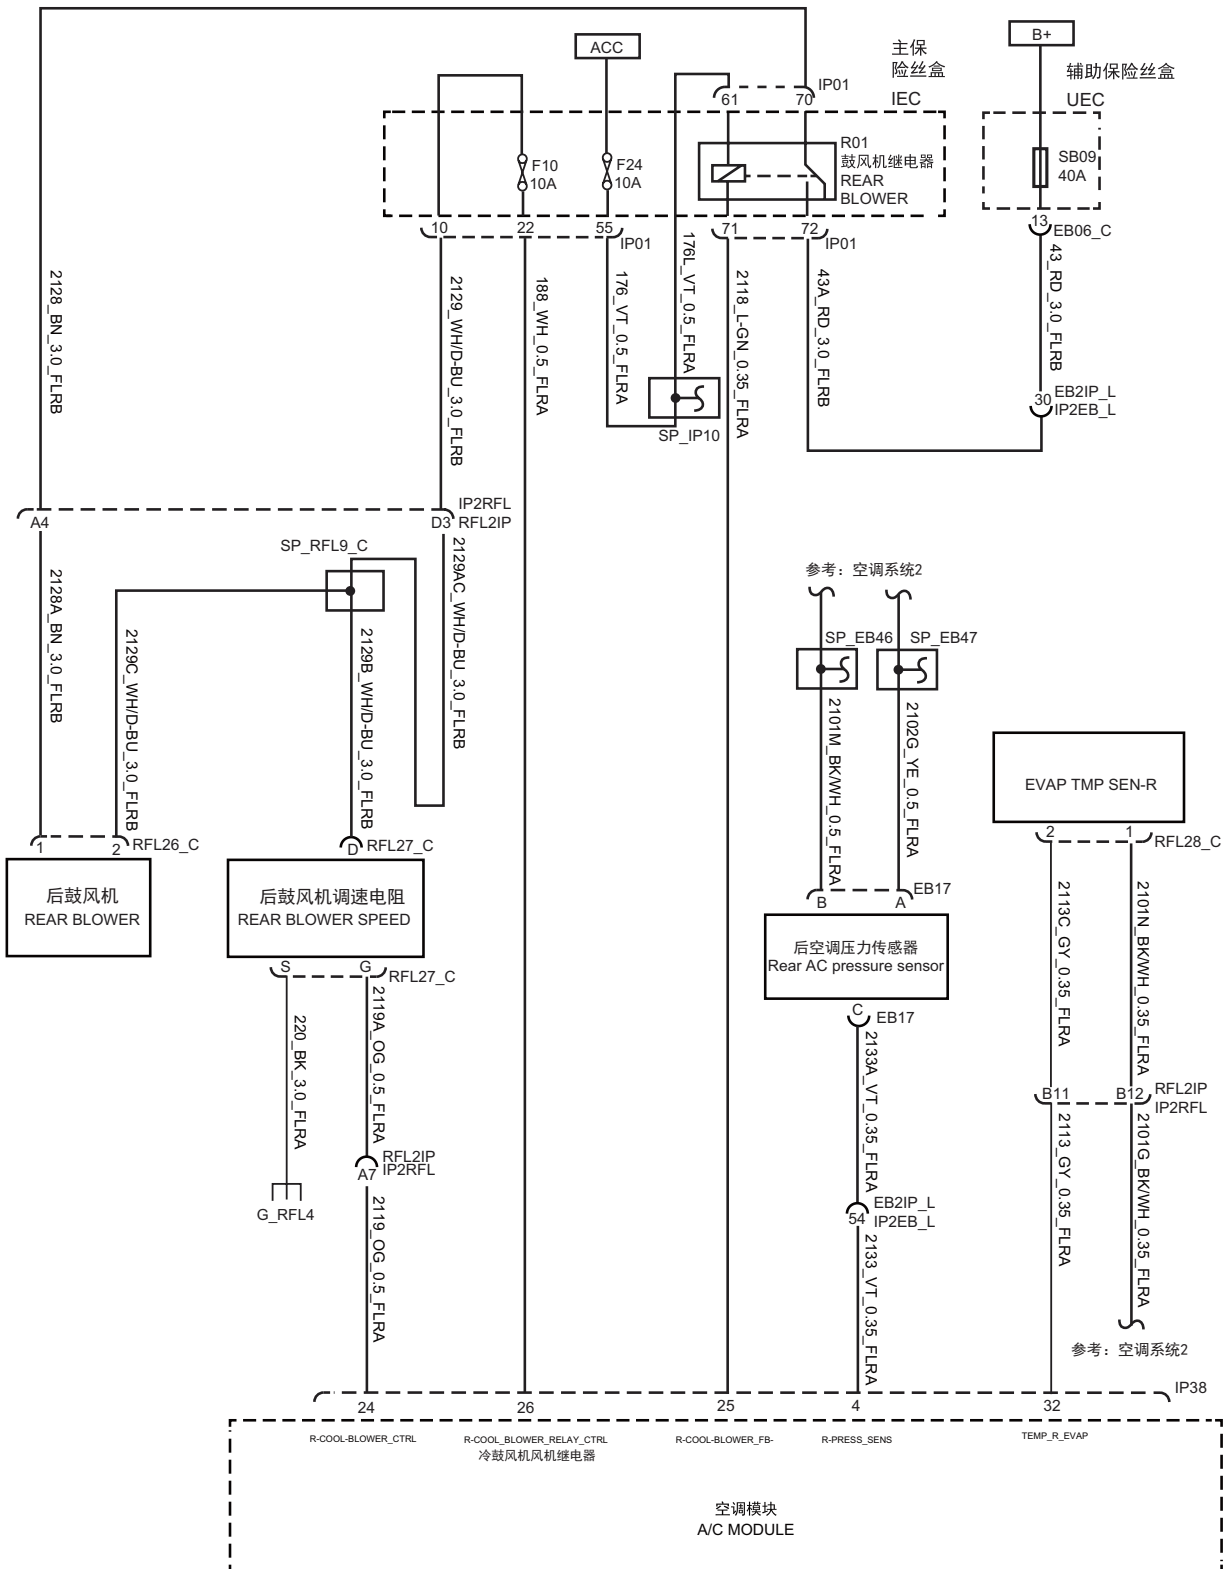 ACC
B+
主保
险丝盒
IEC
辅助保险丝盒
UEC
IP01
61
70
F10
10A
F24
10A
R01
鼓风机继电器
REAR
BLOWER
SB09
40A
10
22
55
IP01
71
72
IP01
13
EB06_C
2128_BN_3.0_FLRB
2129_WH/D-BU_3.0_FLRB
188_WH_0.5_FLRA
176_VT_0.5_FLRA
176L_VT_0.5_FLRA
2118_L-GN_0.35_FLRA
43A_RD_3.0_FLRB
43_RD_3.0_FLRB
30
EB2IP_L
IP2EB_L
SP_IP10
IP2RFL
A4
D3
RFL2IP
SP_RFL9_C
2128A_BN_3.0_FLRB
2129C_WH/D-BU_3.0_FLRB
2129B_WH/D-BU_3.0_FLRB
2129AC_WH/D-BU_3.0_FLRB
参考：空调系统2
SP_EB46
SP_EB47
2101M_BK/WH_0.5_FLRA
2102G_YE_0.5_FLRA
EVAP TMP SEN-R
1
2
RFL26_C
D
RFL27_C
2
1
RFL28_C
后鼓风机
REAR BLOWER
后鼓风机调速电阻
REAR BLOWER SPEED
B
A
EB17
后空调压力传感器
Rear AC pressure sensor
2113C_GY_0.35_FLRA
2101N_BK/WH_0.35_FLRA
S
G
RFL27_C
C
EB17
220_BK_3.0_FLRA
2119A_OG_0.5_FLRA
2133A_VT_0.35_FLRA
B11
B12
RFL2IP
IP2RFL
A7
RFL2IP
IP2RFL
G_RFL4
54
EB2IP_L
IP2EB_L
2119_OG_0.5_FLRA
2133_VT_0.35_FLRA
2113_GY_0.35_FLRA
2101G_BK/WH_0.35_FLRA
参考：空调系统2
IP38
24
26
25
4
32
R-COOL-BLOWER_CTRL
R-COOL_BLOWER_RELAY_CTRL
冷鼓风机风机继电器
R-COOL-BLOWER_FB-
R-PRESS_SENS
TEMP_R_EVAP
空调模块
A/C MODULE